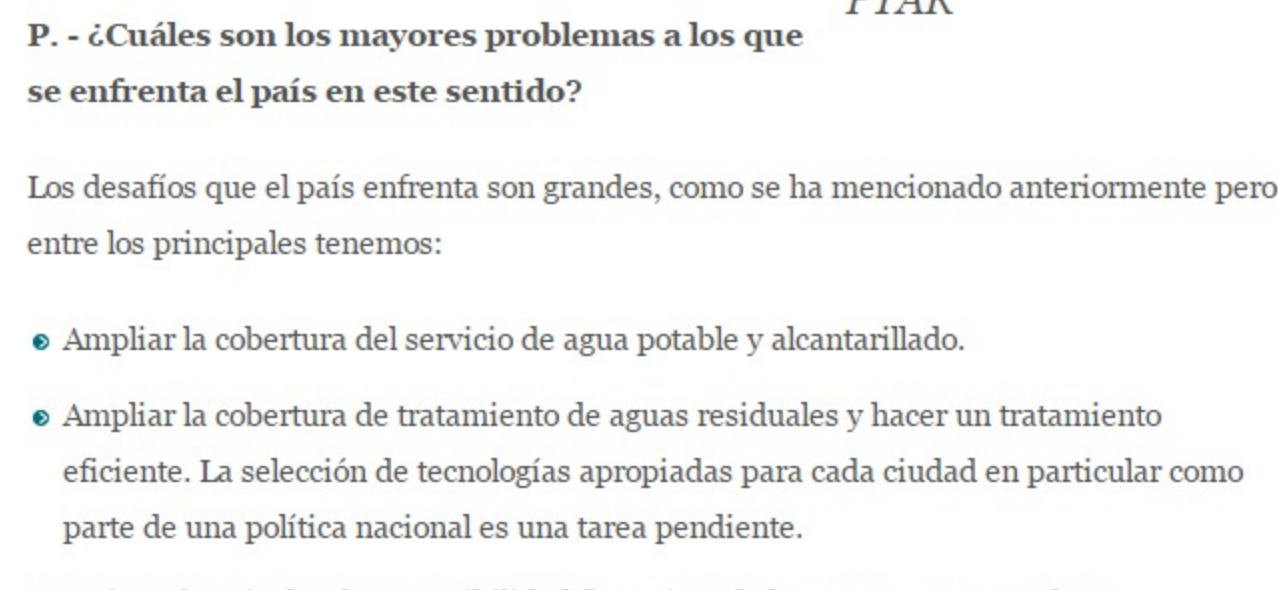 PTAR
P. - ¿Cuáles son los mayores problemas a los que
se enfrenta el país en este sentido?
Los desafíos que el país enfrenta son grandes, como se ha mencionado anteriormente pero
entre los principales tenemos:
Ampliar la cobertura del servicio de agua potable y alcantarillado.
Ampliar la cobertura de tratamiento de aguas residuales y hacer un tratamiento
eficiente. La selección de tecnologías apropiadas para cada ciudad en particular como
parte de una política nacional es una tarea pendiente.